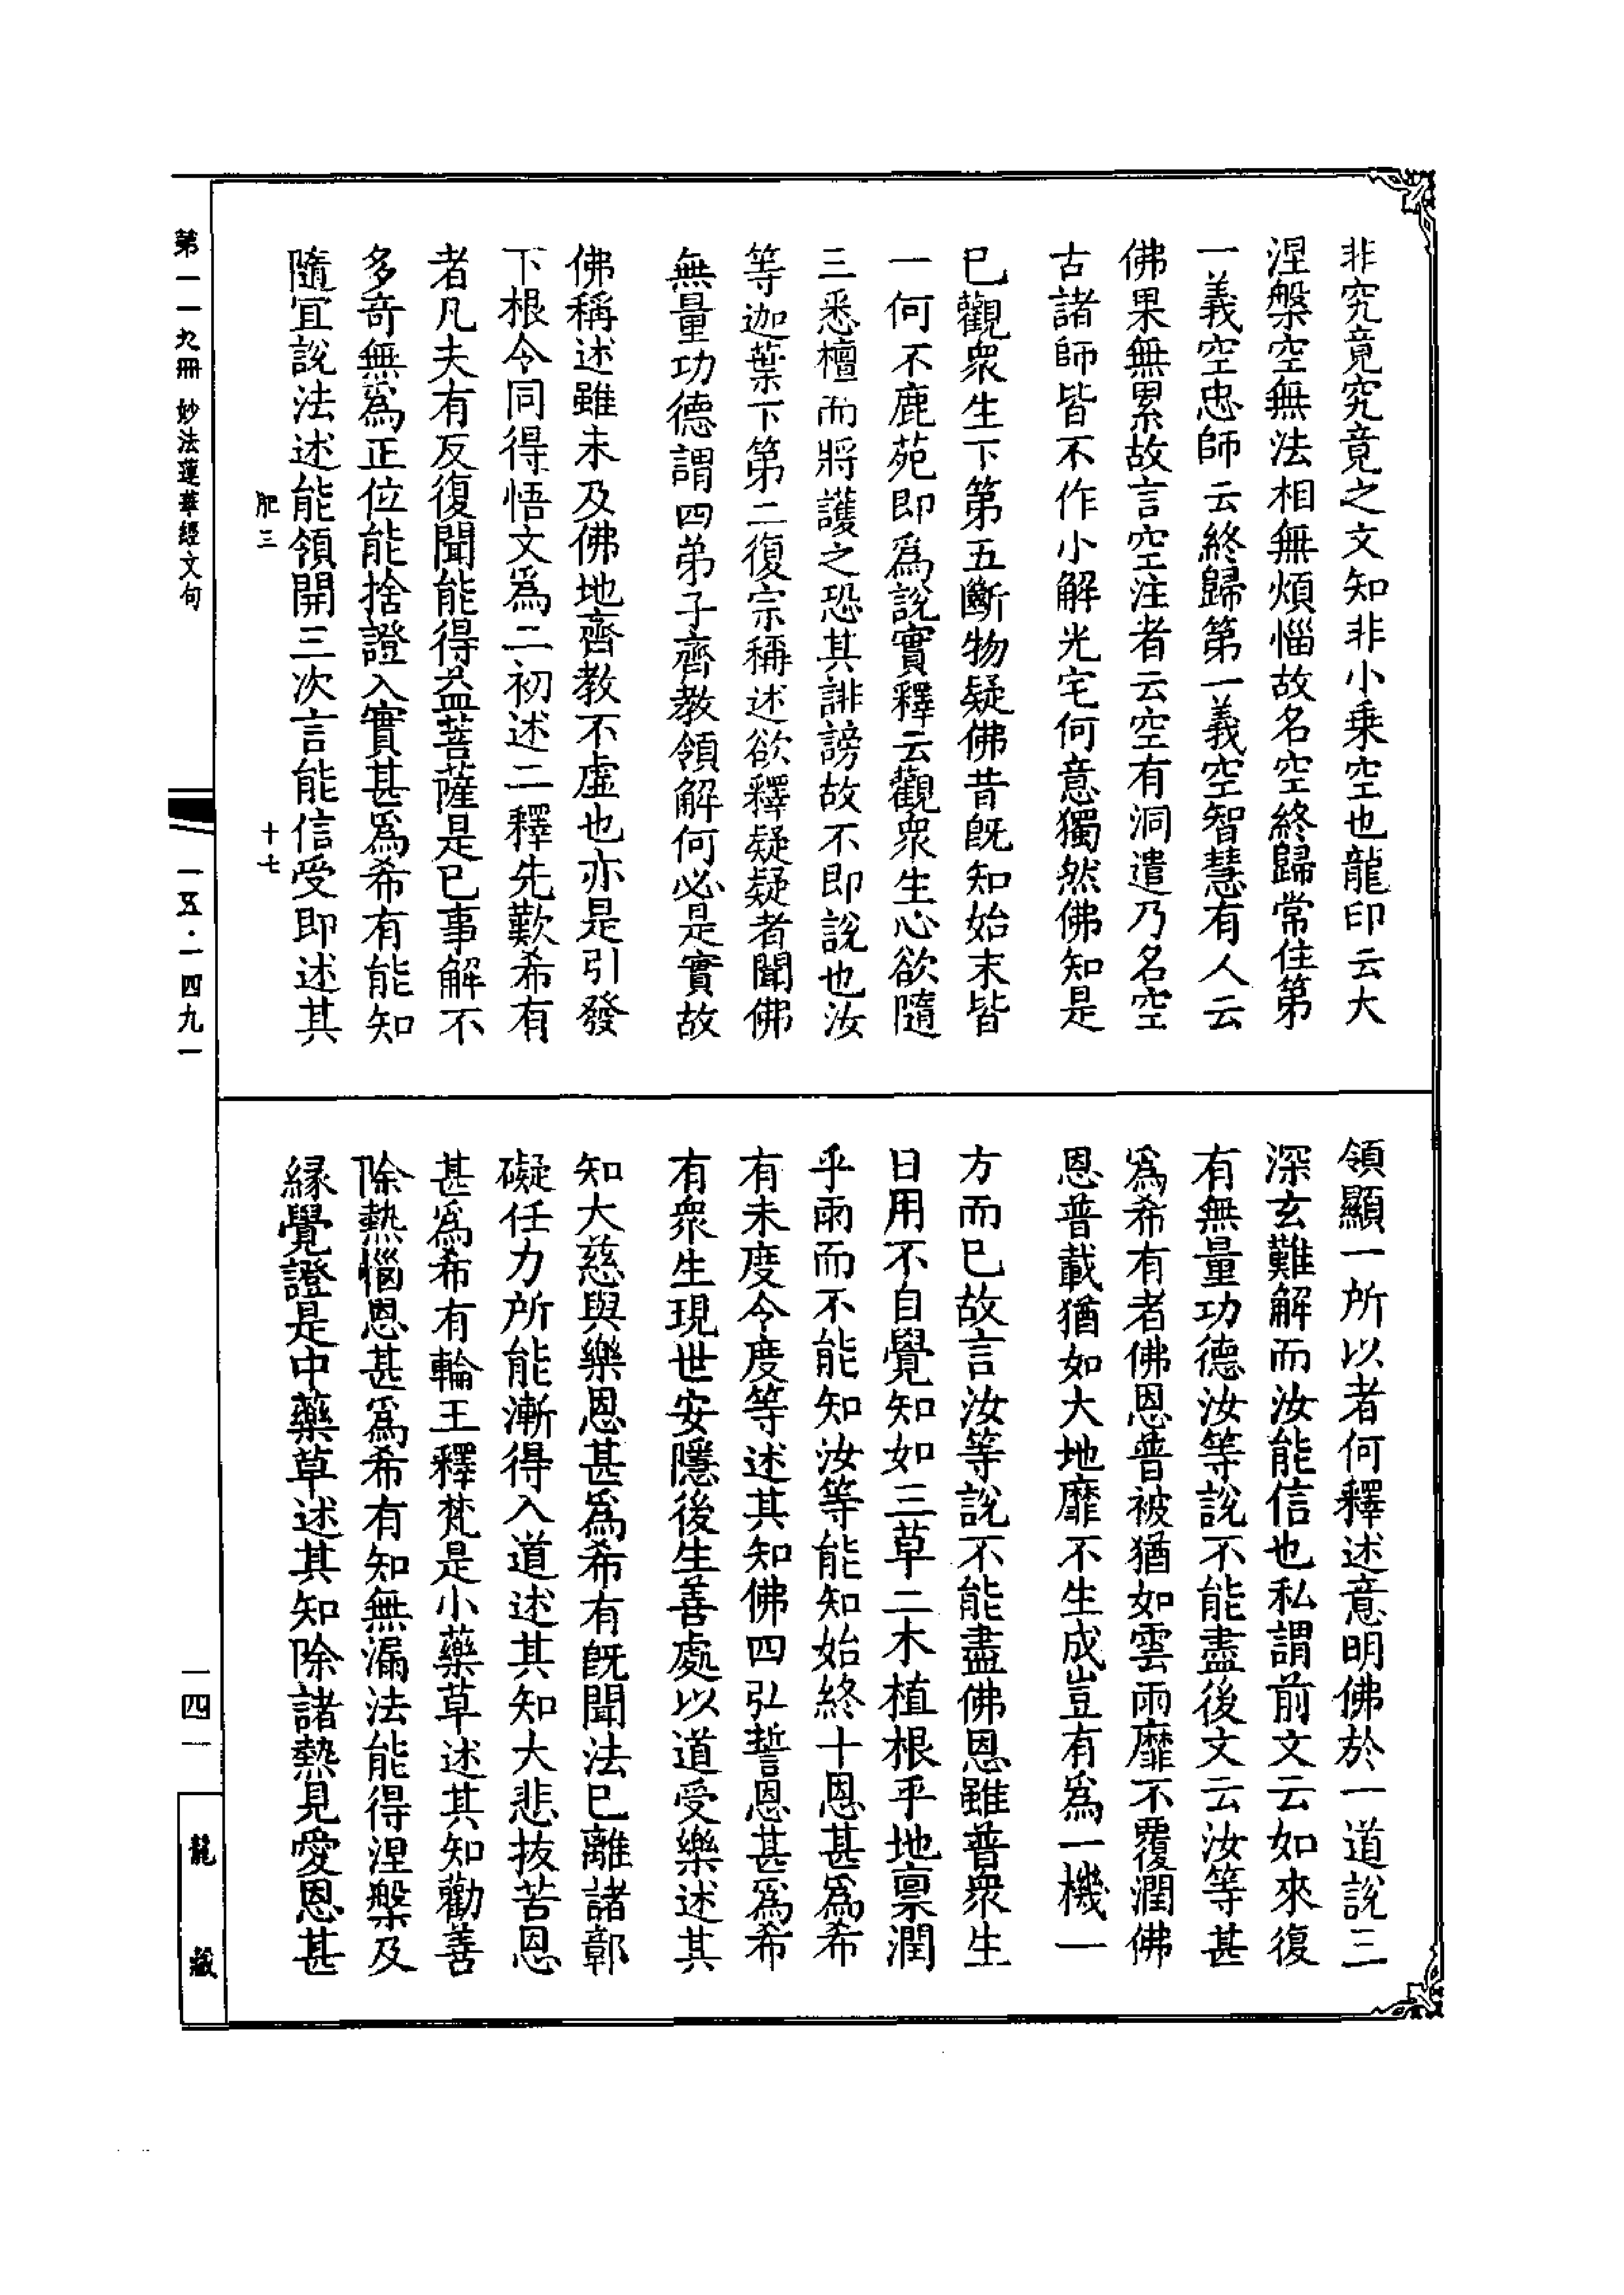 非究竟究竟之文知非小乗空也龍印云大
涅槃空無法相無煩惱故名空終歸常住第
一義空忠師云終歸第一義空智慧有人云
佛果無累故言空注者云空有洞遣乃名空
古諸師皆不作小解光宅何意獨然佛知是
已觀衆生下第五斷物疑佛昔旣知始末皆
一何不鹿苑即爲說實釋云觀衆生心欲隨
三悉檀而將護之恐其誹謗故不即說也汝
等迦葉下第二復宗稱述欲釋疑疑者聞佛
無量功德謂四弟子齊教領解何必是實故
佛稱述雖未及佛地齊教不虛也亦是引發
下根令同得悟文爲二初述二釋先歎希有
者凡夫有反復聞能得益菩薩是已事解不
多奇無爲正位能捨證入實甚爲希有能知
隨宜說法述能領開三次言能信受即述其
肥三
十七
領顯一所以者何釋述意明佛於一道說三
深玄難解而汝能信也私謂前文云如來復
有無量功德汝等說不能盡後文云汝等甚
爲希有者佛恩普被猶如雲雨靡不覆潤佛
恩普載猶如大地靡不生成豈有爲一機一
方而已故言汝等說不能盡佛恩雖普衆生
日用不自覺知如三草二木植根乎地稟潤
乎雨而不能知汝等能知始終十恩甚爲希
有未度令度等述其知佛四弘誓恩甚爲希
有衆生現世安隱後生善處以道受樂述其
知大慈與樂恩甚爲希有旣聞法已離諸鄣
礙任力所能漸得入道述其知大悲抜苦恩
甚爲希有輪王釋梵是小藥草述其知勸善
除熱惱恩甚爲希有知無漏法能得涅槃及
縁覺證是中藥草述其知除諸熱見愛恩甚
第一一九冊 妙法蓮華經文句
一五·一四九一
一四一
龍藏